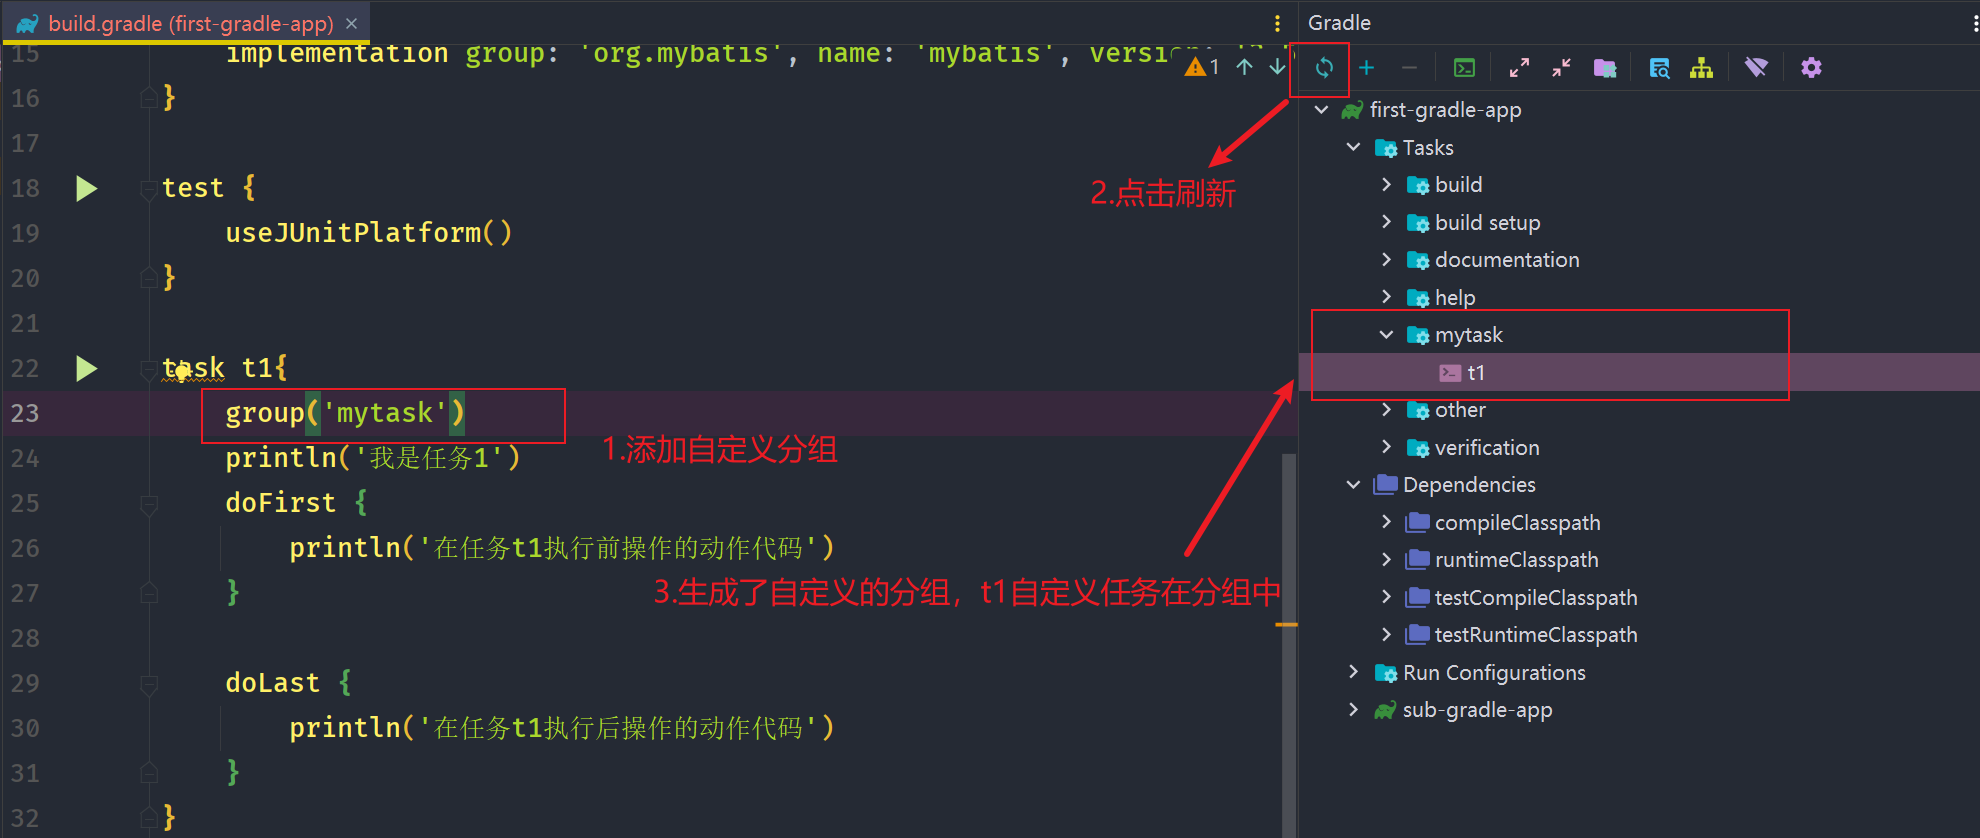 build.gradle (first-gradle-app)
15 implementation group: 'org.mybatis', name: 'mybatis', version:
1
16 }
17
18 test {
19 useJUnitPlatform()
20 }
21
22 task t1{
23 group('mytask')
24 println('我是任务1')
25 doFirst {
26 println('在任务t1执行前操作的动作代码')
27 }
28
29 doLast {
30 println('在任务t1执行后操作的动作代码')
31 }
32 }
1.添加自定义分组
2.点击刷新
3.生成了自定义的分组，t1自定义任务在分组中
Gradle
first-gradle-app
Tasks
build
build setup
documentation
help
mytask
t1
other
verification
Dependencies
compileClasspath
runtimeClasspath
testCompileClasspath
testRuntimeClasspath
Run Configurations
sub-gradle-app